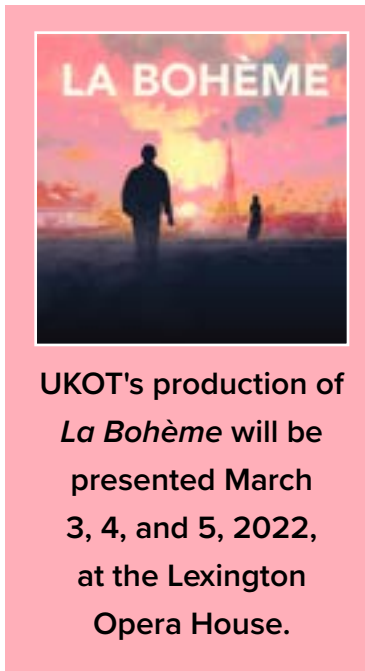 LA BOHÈME
UKOT's production of
La Bohème will be
presented March
3, 4, and 5, 2022,
at the Lexington
Opera House.